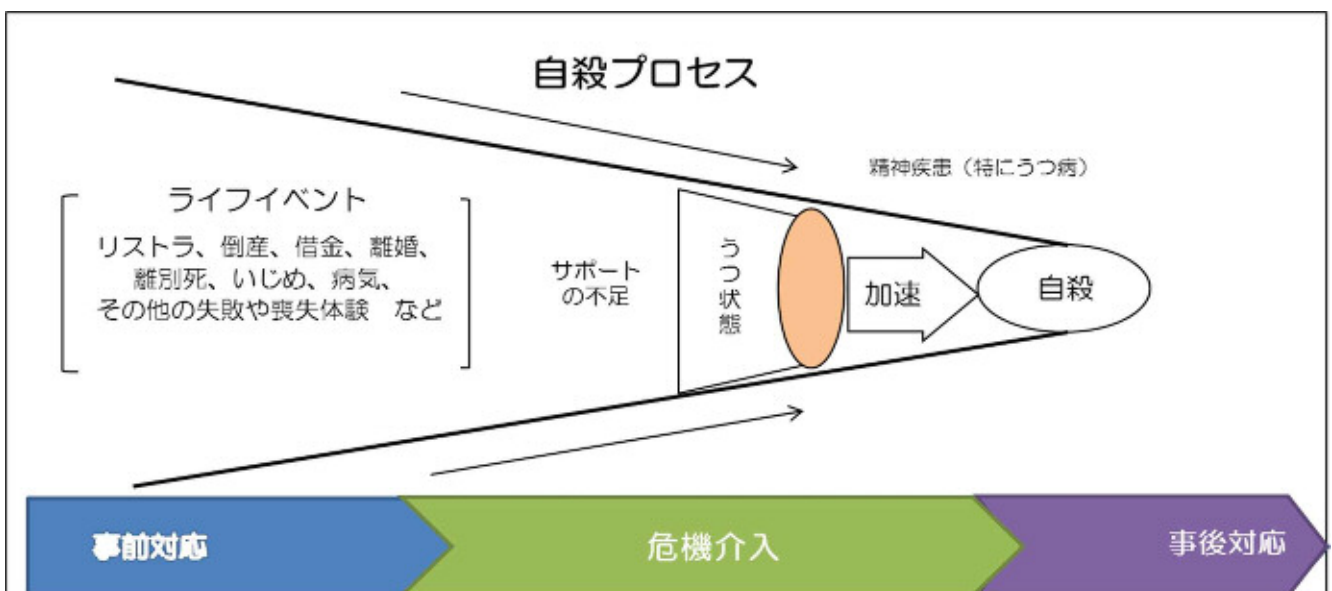 自殺プロセス
精神疾患（特にうつ病）
ライフイベント
リストラ、倒産、借金、離婚、
離別死、いじめ、病気、
その他の失敗や喪失体験　など
サポート
の不足
うつ状態
加速
自殺
事前対応
危機介入
事後対応